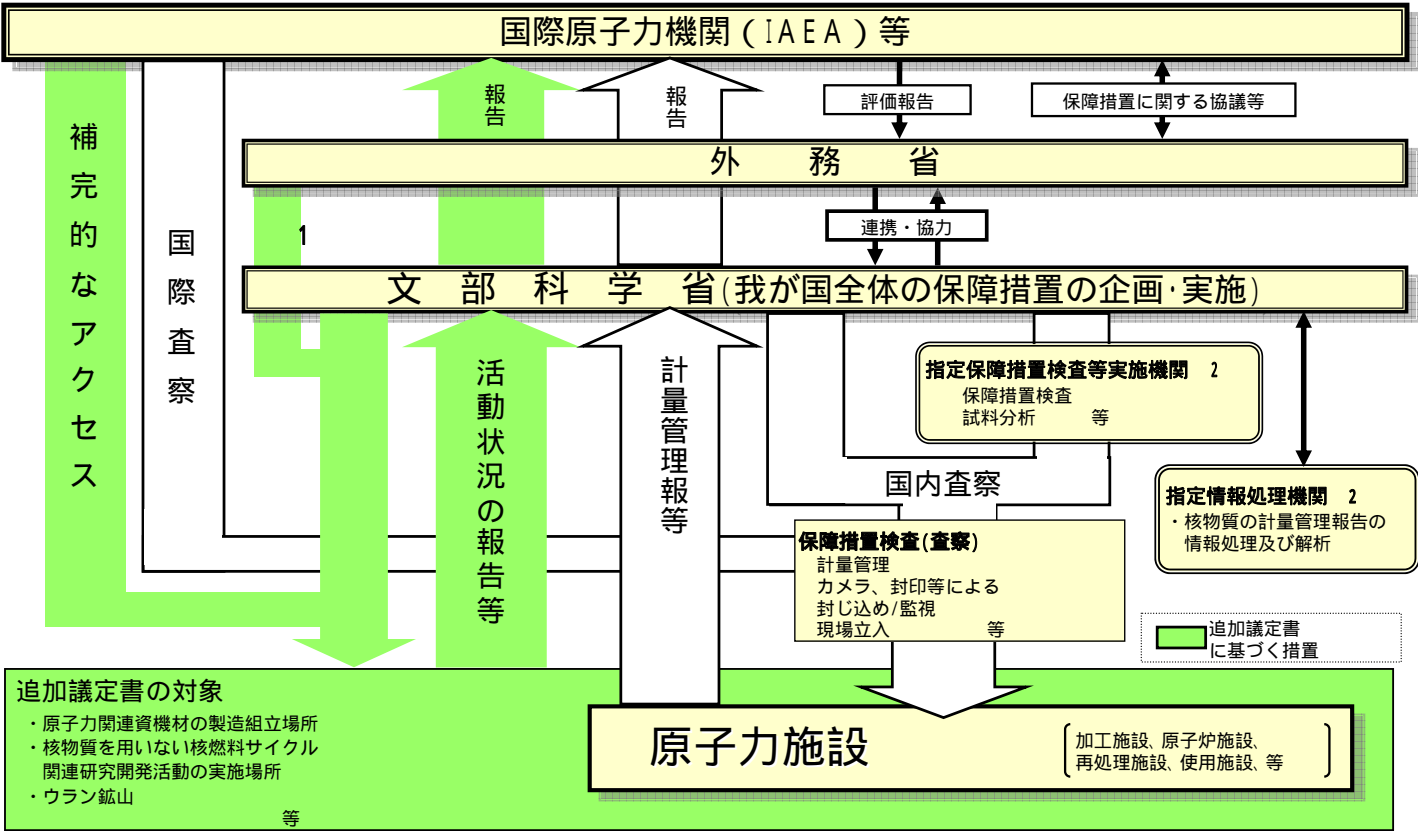 国際原子力機関(IAEA)等
報告
報告
評価報告
保障措置に関する協議等
外務省
補完的なアクセス
国際査察
1
連携・協力
文部科学省(我が国全体の保障措置の企画・実施)
活動状況の報告等
計量管理報等
指定保障措置検査等実施機関 2
保障措置検査
試料分析 等
国内査察
指定情報処理機関 2
・核物質の計量管理報告の
情報処理及び解析
保障措置検査(査察)
計量管理
カメラ、封印等による
封じ込め/監視
現場立入 等
追加議定書
に基づく措置
追加議定書の対象
・原子力関連資機材の製造組立場所
・核物質を用いない核燃料サイクル
関連研究開発活動の実施場所
・ウラン鉱山
等
原子力施設
加工施設、原子炉施設、
再処理施設、使用施設、等